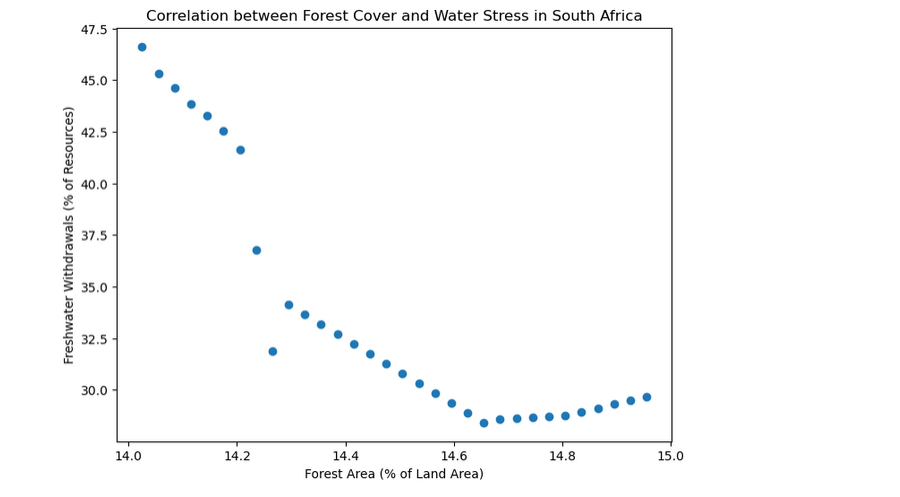 Correlation between Forest Cover and Water Stress in South Africa
47.5
45.0
42.5
40.0
37.5
35.0
32.5
30.0
Freshwater Withdrawals (% of Resources)
14.0 14.2 14.4 14.6 14.8 15.0
Forest Area (% of Land Area)